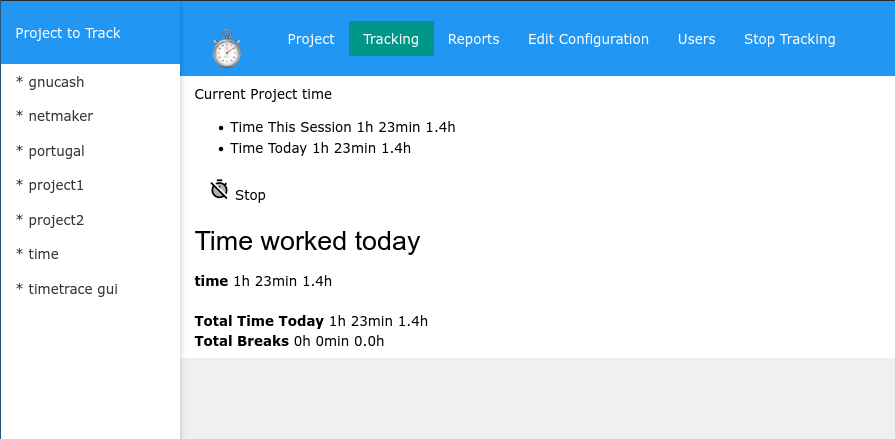 Project to Track
* gnucash
* netmaker
* portugal
* project1
* project2
* time
* timetrace gui
Project Tracking Reports Edit Configuration Users Stop Tracking
Current Project time
• Time This Session 1h 23min 1.4h
• Time Today 1h 23min 1.4h
Stop
Time worked today
time 1h 23min 1.4h
Total Time Today 1h 23min 1.4h
Total Breaks 0h 0min 0.0h